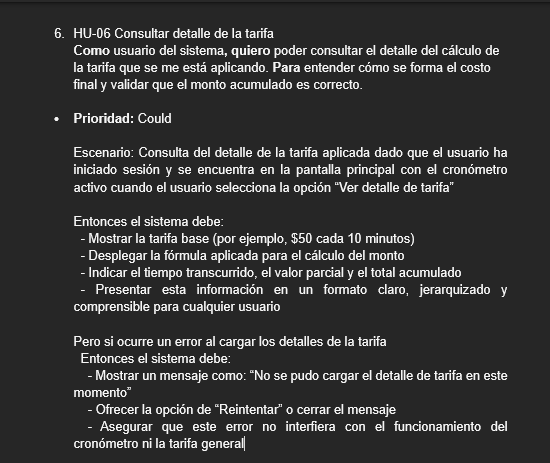 6. HU-06 Consultar detalle de la tarifa
Como usuario del sistema, quiero poder consultar el detalle del cálculo de
la tarifa que se me está aplicando. Para entender cómo se forma el costo
final y validar que el monto acumulado es correcto.
• Prioridad: Could
Escenario: Consulta del detalle de la tarifa aplicada dado que el usuario ha
iniciado sesión y se encuentra en la pantalla principal con el cronómetro
activo cuando el usuario selecciona la opción “Ver detalle de tarifa”
Entonces el sistema debe:
- Mostrar la tarifa base (por ejemplo, $50 cada 10 minutos)
- Desplegar la fórmula aplicada para el cálculo del monto
- Indicar el tiempo transcurrido, el valor parcial y el total acumulado
- Presentar esta información en un formato claro, jerarquizado y
comprensible para cualquier usuario
Pero si ocurre un error al cargar los detalles de la tarifa
Entonces el sistema debe:
- Mostrar un mensaje como: “No se pudo cargar el detalle de tarifa en este
momento”
- Ofrecer la opción de “Reintentar” o cerrar el mensaje
- Asegurar que este error no interfiera con el funcionamiento del
cronómetro ni la tarifa general